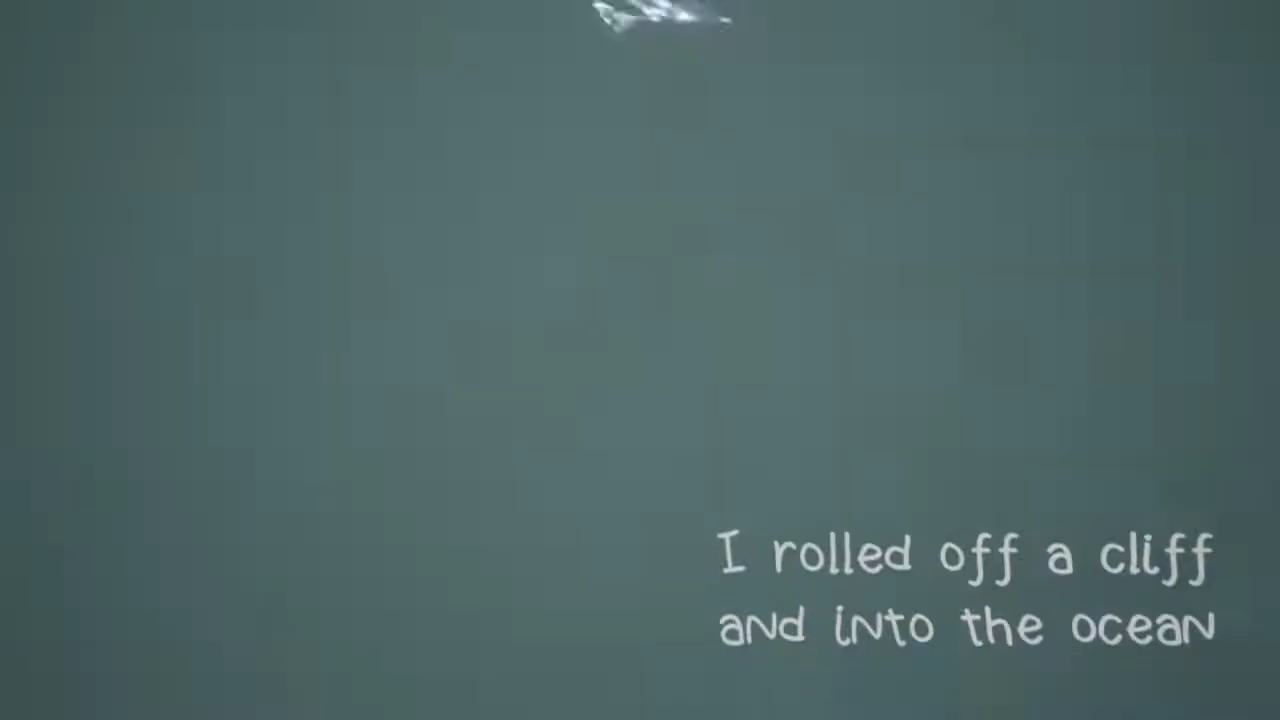 I rolled off a cliff
and into the ocean